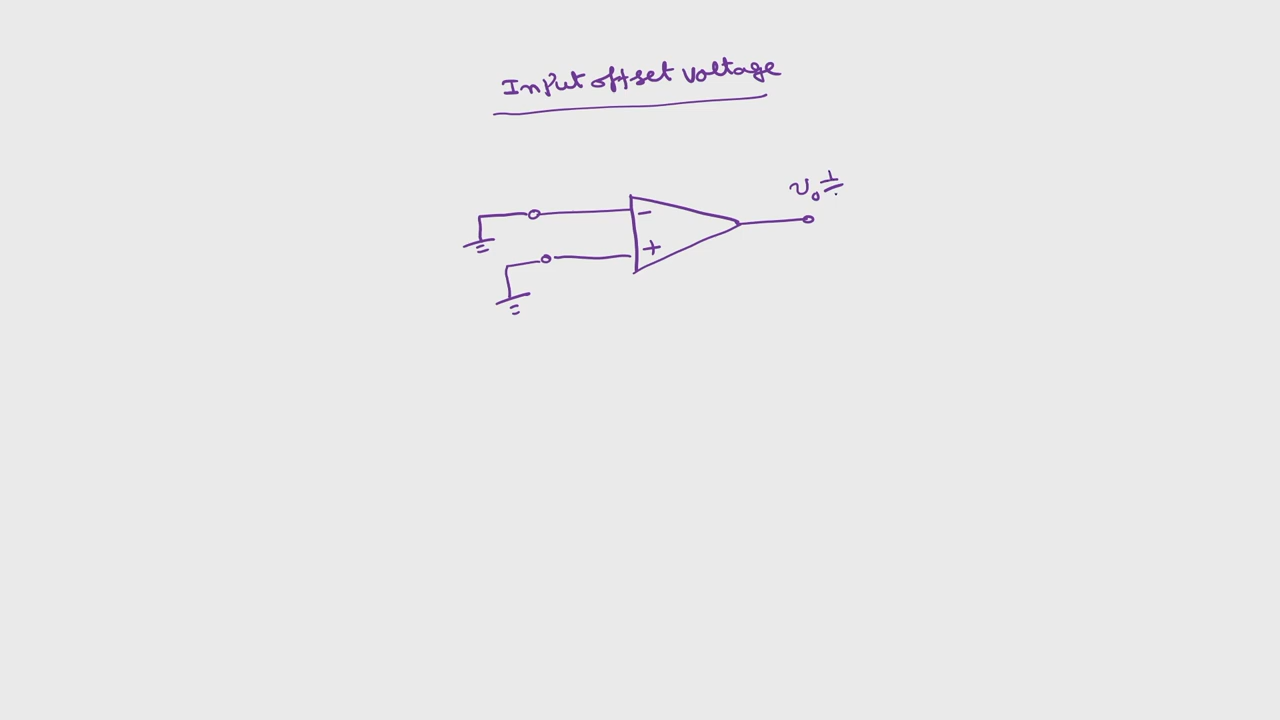 Input offset voltage
v₀
−
+